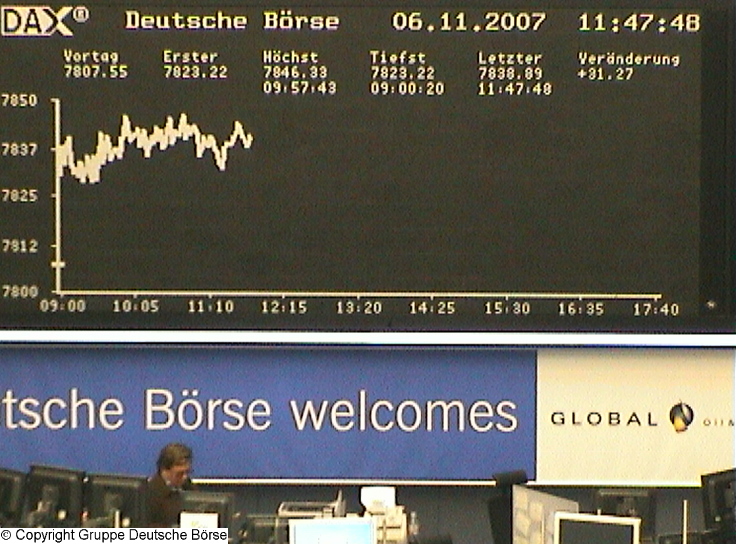 DAX® Deutsche Börse 06.11.2007 11:47:48
Vortag Erster Höchst Tiefst Letzter Veränderung
7807.55 7823.22 7846.33 7823.22 7838.89 +31.27
09:57:43 09:00:20 11:47:48
7850
7837
7825
7812
7800
09:00 10:05 11:10 12:15 13:20 14:25 15:30 16:35 17:40
*
tsche Börse welcomes
GLOBAL oil &
© Copyright Gruppe Deutsche Börse